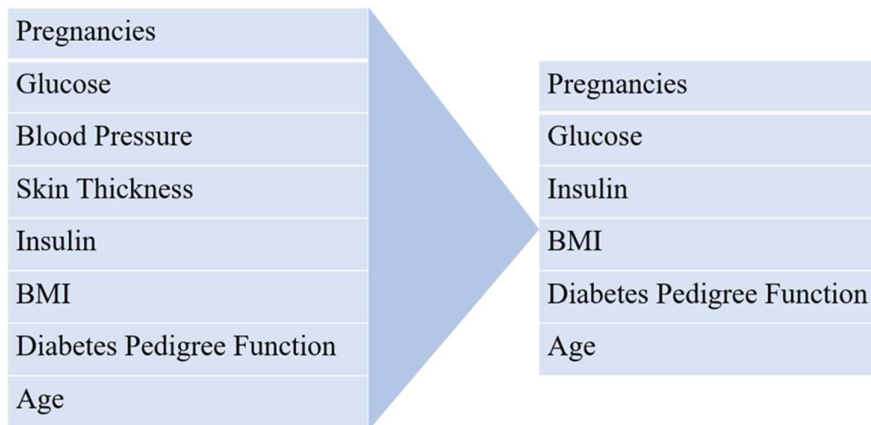 Pregnancies
Glucose
Blood Pressure
Skin Thickness
Insulin
BMI
Diabetes Pedigree Function
Age
Pregnancies
Glucose
Insulin
BMI
Diabetes Pedigree Function
Age